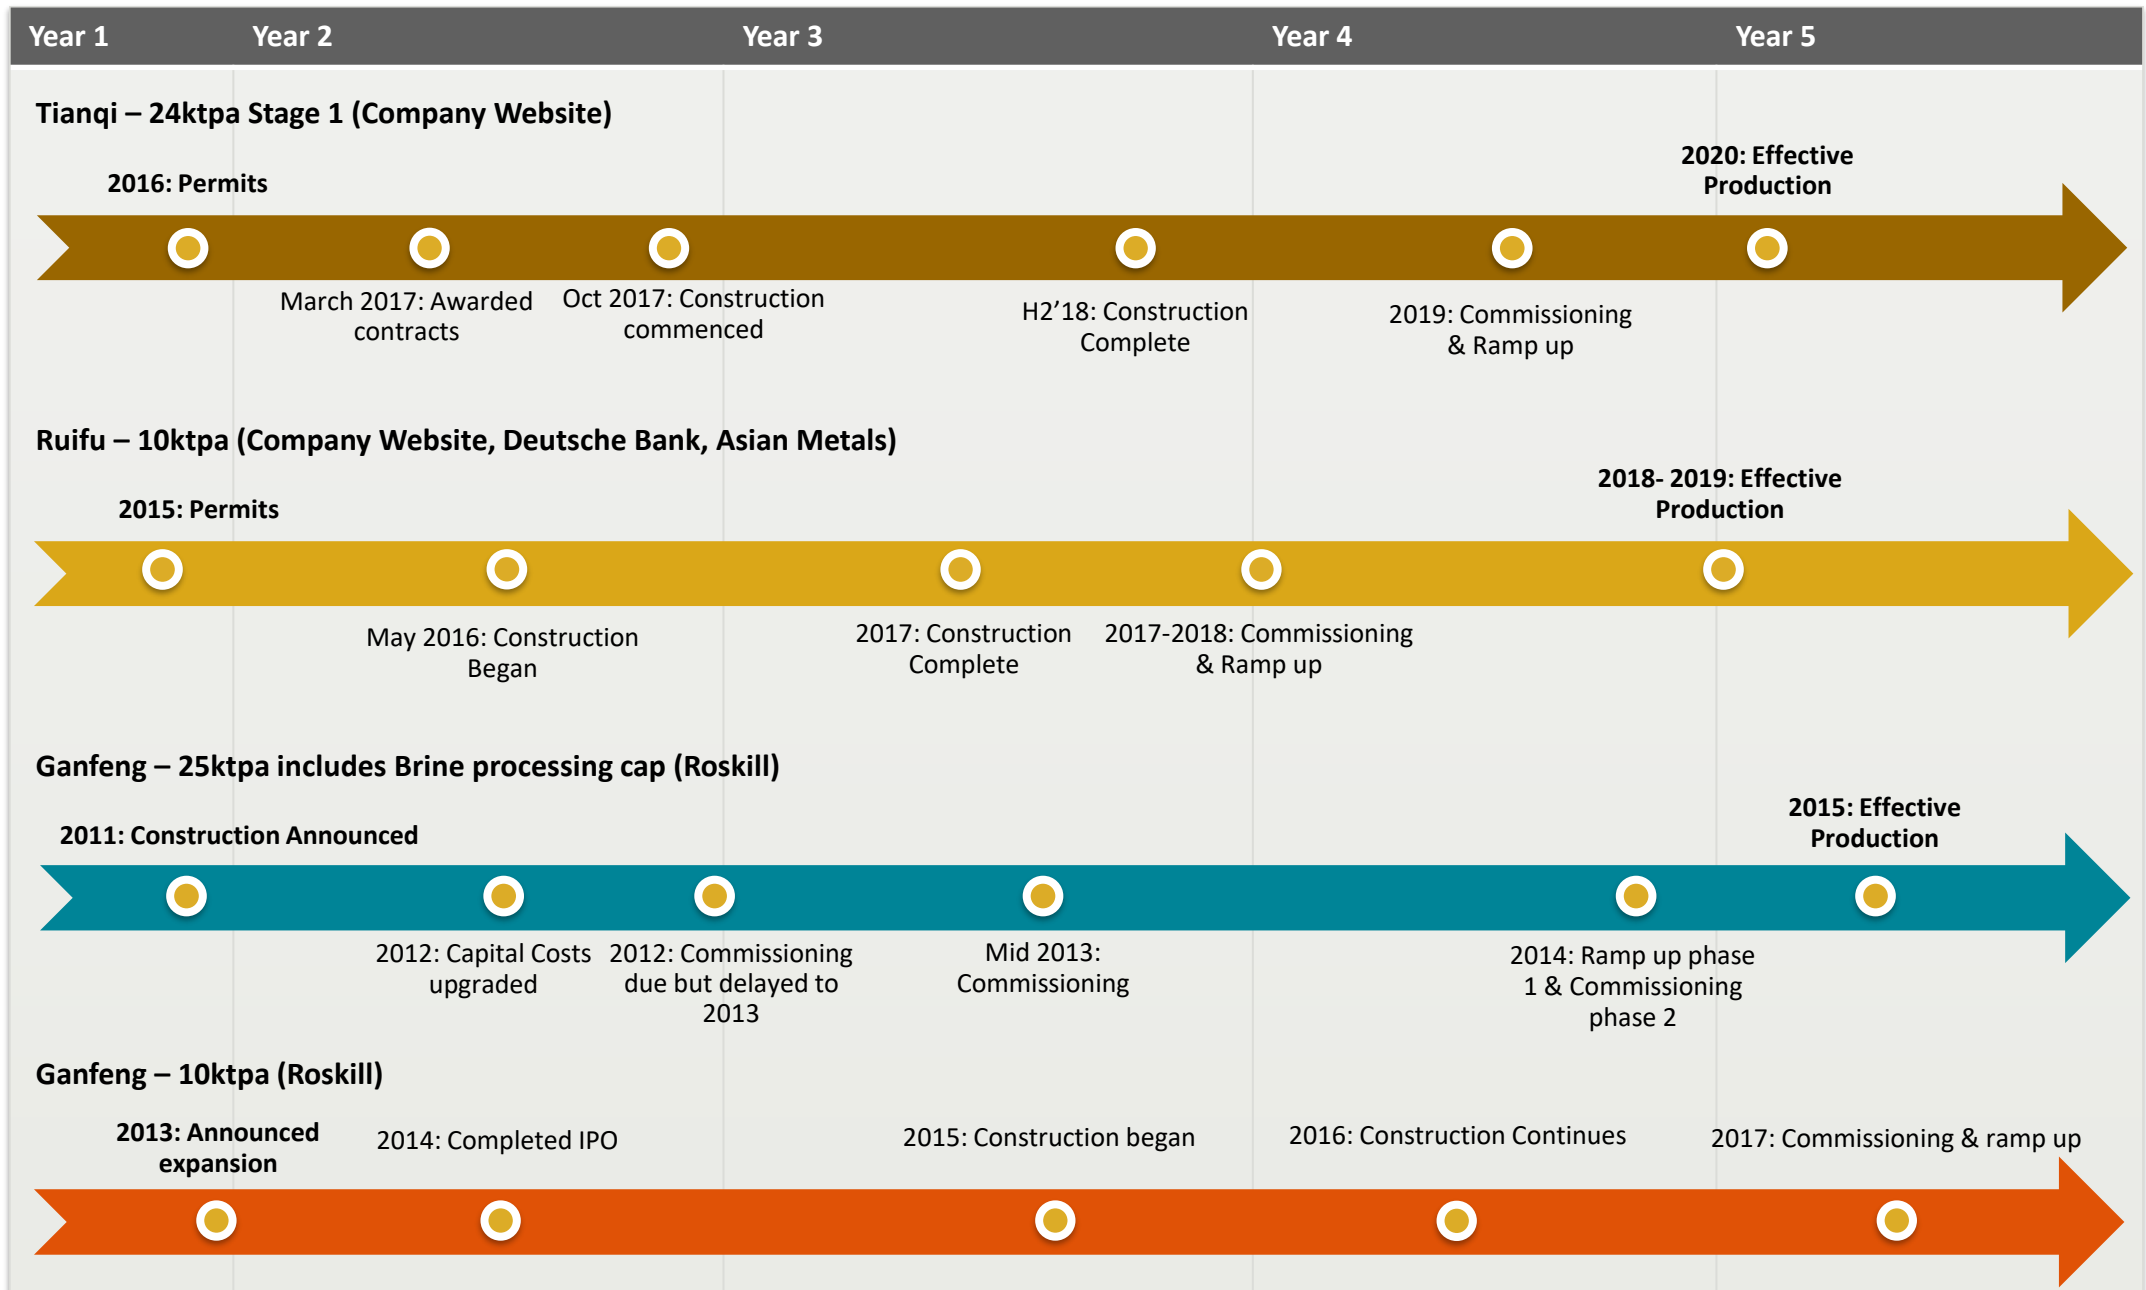 Year 1
Year 2
Year 3
Year 4
Year 5
Tianqi – 24ktpa Stage 1 (Company Website)
2016: Permits
2020: Effective
Production
March 2017: Awarded
contracts
Oct 2017: Construction
commenced
H2’18: Construction
Complete
2019: Commissioning
& Ramp up
Ruifu – 10ktpa (Company Website, Deutsche Bank, Asian Metals)
2015: Permits
2018- 2019: Effective
Production
May 2016: Construction
Began
2017: Construction
Complete
2017-2018: Commissioning
& Ramp up
Ganfeng – 25ktpa includes Brine processing cap (Roskill)
2011: Construction Announced
2015: Effective
Production
2012: Capital Costs
upgraded
2012: Commissioning
due but delayed to
2013
Mid 2013:
Commissioning
2014: Ramp up phase
1 & Commissioning
phase 2
Ganfeng – 10ktpa (Roskill)
2013: Announced
expansion
2014: Completed IPO
2015: Construction began
2016: Construction Continues
2017: Commissioning & ramp up